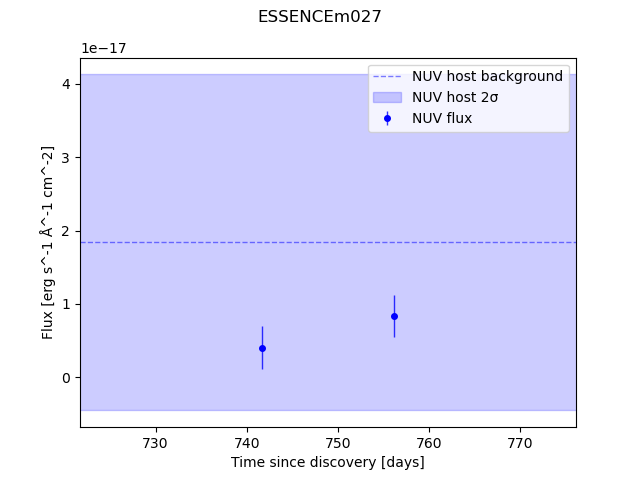 ESSENCEm027
1e−17
NUV host background
NUV host 2σ
NUV flux
4
3
2
1
0
Flux [erg s^-1 Å^-1 cm^-2]
730
740
750
760
770
Time since discovery [days]